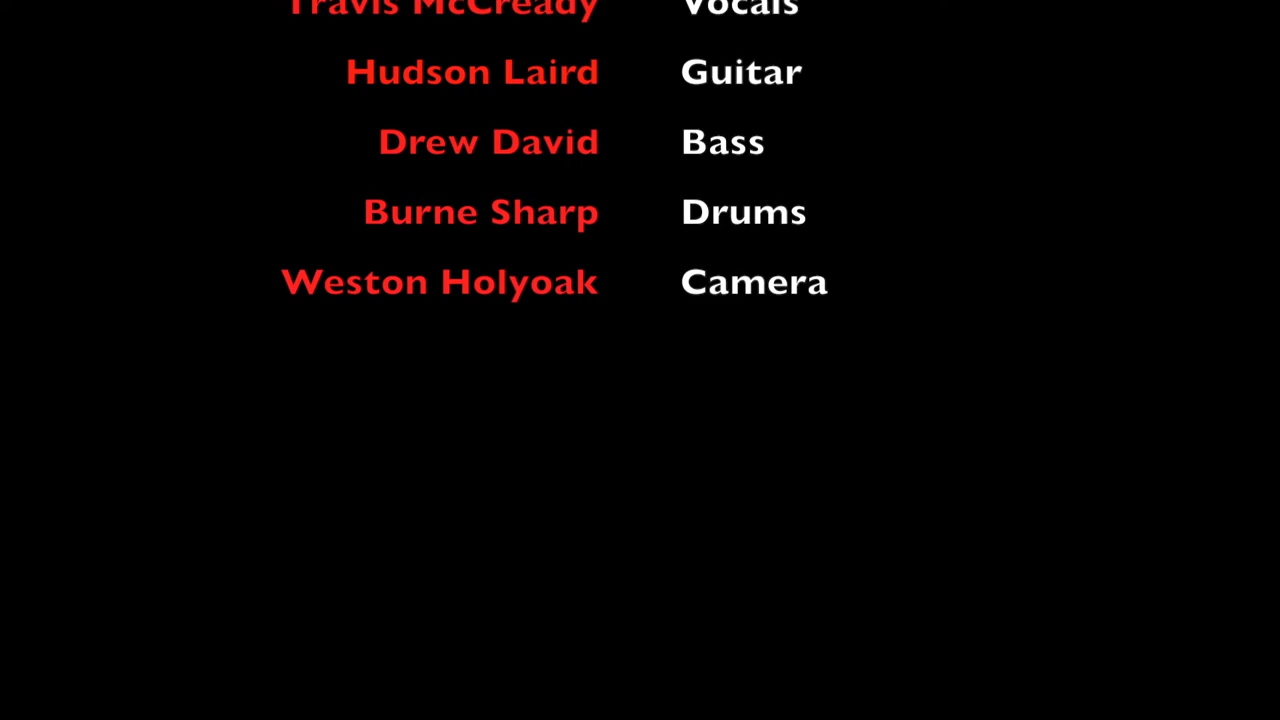 Travis McCready Vocals
Hudson Laird Guitar
Drew David Bass
Burne Sharp Drums
Weston Holyoak Camera